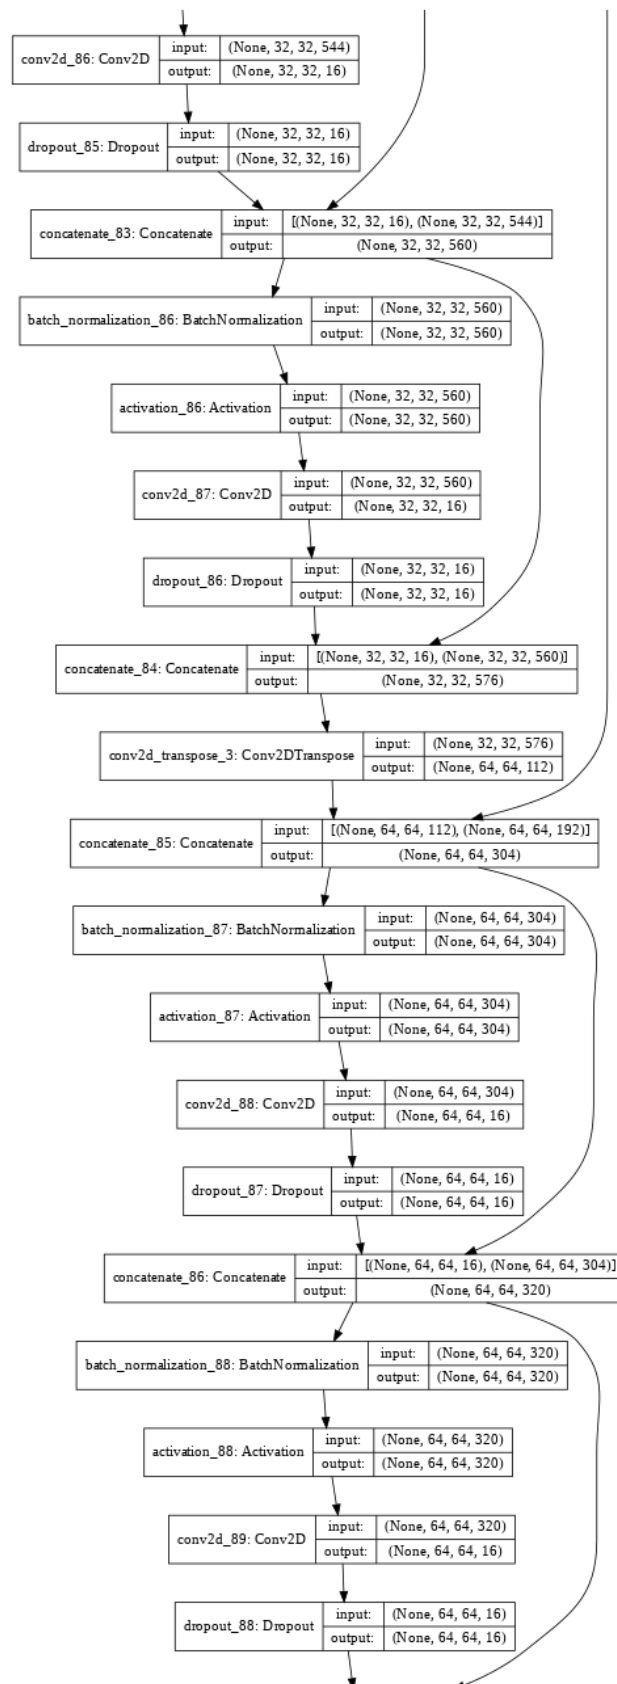 conv2d_86: Conv2D input: (None, 32, 32, 544)
output: (None, 32, 32, 16)
dropout_85: Dropout input: (None, 32, 32, 16)
output: (None, 32, 32, 16)
concatenate_83: Concatenate input: [(None, 32, 32, 16), (None, 32, 32, 544)]
output: (None, 32, 32, 560)
batch_normalization_86: BatchNormalization input: (None, 32, 32, 560)
output: (None, 32, 32, 560)
activation_86: Activation input: (None, 32, 32, 560)
output: (None, 32, 32, 560)
conv2d_87: Conv2D input: (None, 32, 32, 560)
output: (None, 32, 32, 16)
dropout_86: Dropout input: (None, 32, 32, 16)
output: (None, 32, 32, 16)
concatenate_84: Concatenate input: [(None, 32, 32, 16), (None, 32, 32, 560)]
output: (None, 32, 32, 576)
conv2d_transpose_3: Conv2DTranspose input: (None, 32, 32, 576)
output: (None, 64, 64, 112)
concatenate_85: Concatenate input: [(None, 64, 64, 112), (None, 64, 64, 192)]
output: (None, 64, 64, 304)
batch_normalization_87: BatchNormalization input: (None, 64, 64, 304)
output: (None, 64, 64, 304)
activation_87: Activation input: (None, 64, 64, 304)
output: (None, 64, 64, 304)
conv2d_88: Conv2D input: (None, 64, 64, 304)
output: (None, 64, 64, 16)
dropout_87: Dropout input: (None, 64, 64, 16)
output: (None, 64, 64, 16)
concatenate_86: Concatenate input: [(None, 64, 64, 16), (None, 64, 64, 304)]
output: (None, 64, 64, 320)
batch_normalization_88: BatchNormalization input: (None, 64, 64, 320)
output: (None, 64, 64, 320)
activation_88: Activation input: (None, 64, 64, 320)
output: (None, 64, 64, 320)
conv2d_89: Conv2D input: (None, 64, 64, 320)
output: (None, 64, 64, 16)
dropout_88: Dropout input: (None, 64, 64, 16)
output: (None, 64, 64, 16)